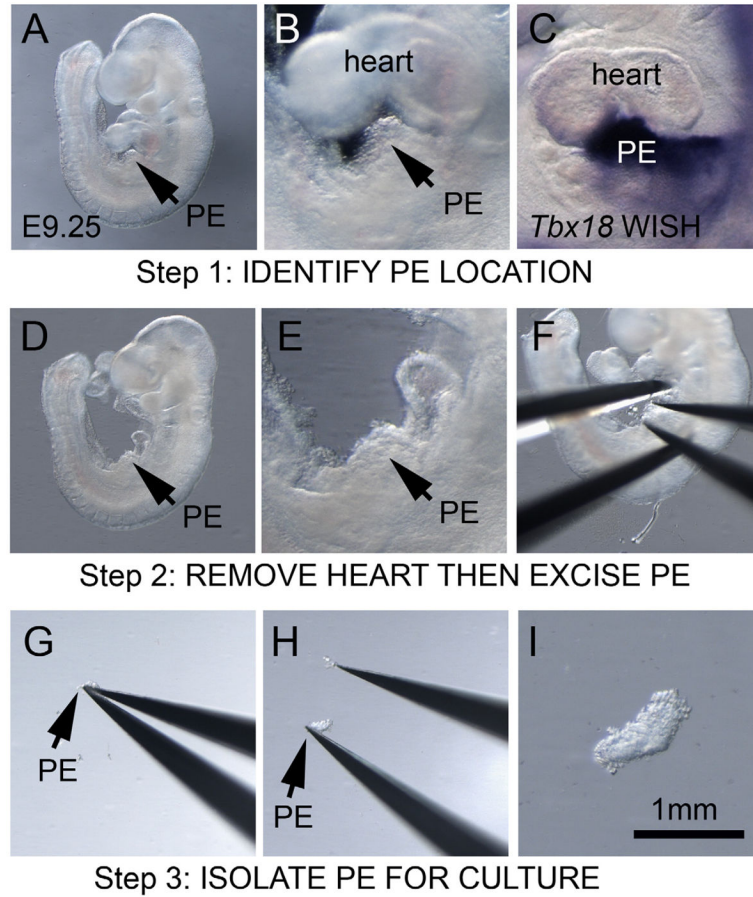 A
PE
E9.25
B
heart
PE
C
heart
PE
Tbx18 WISH
Step 1: IDENTIFY PE LOCATION
D
PE
E
PE
F
Step 2: REMOVE HEART THEN EXCISE PE
G
PE
H
PE
I
1mm
Step 3: ISOLATE PE FOR CULTURE